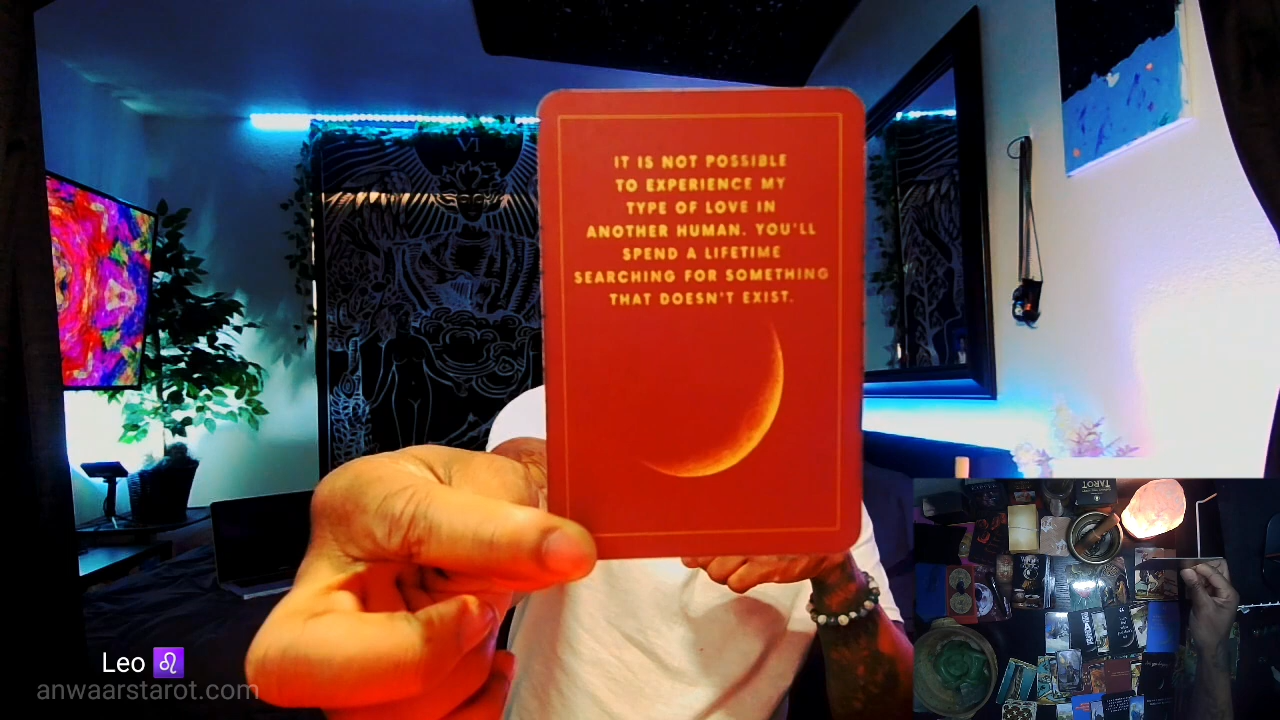 VI
IT IS NOT POSSIBLE
TO EXPERIENCE MY
TYPE OF LOVE IN
ANOTHER HUMAN. YOU'LL
SPEND A LIFETIME
SEARCHING FOR SOMETHING
THAT DOESN'T EXIST.
TAROT
Leo ♌
anwaarstarot.com